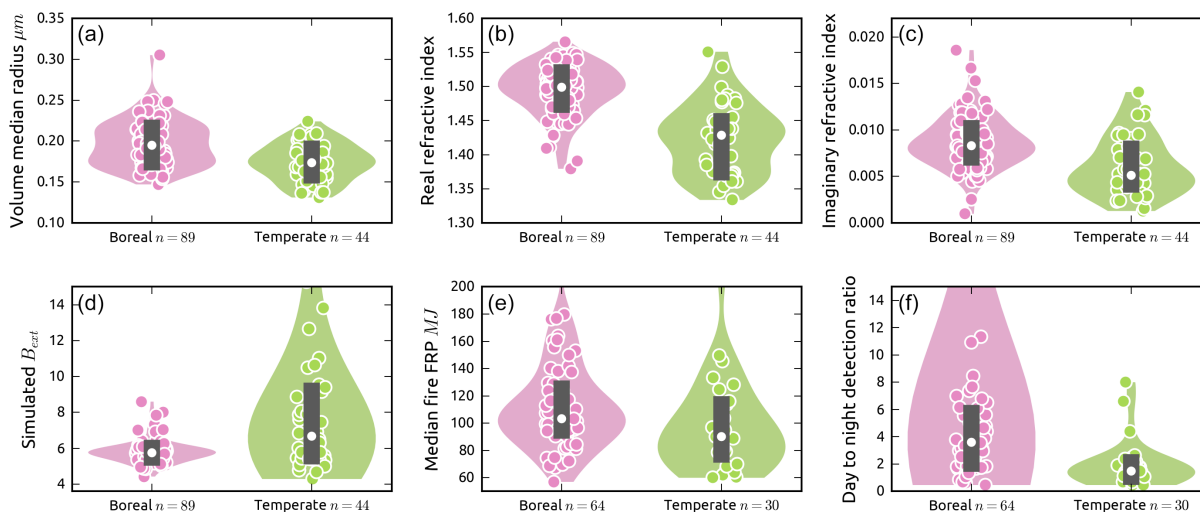 (a)
Volume median radius μm
0.35
0.30
0.25
0.20
0.15
0.10
Boreal n = 89
Temperate n = 44
(b)
Real refractive index
1.60
1.55
1.50
1.45
1.40
1.35
1.30
Boreal n = 89
Temperate n = 44
(c)
Imaginary refractive index
0.020
0.015
0.010
0.005
0.000
Boreal n = 89
Temperate n = 44
(d)
Simulated B_ext
14
12
10
8
6
4
Boreal n = 89
Temperate n = 44
(e)
Median fire FRP MJ
200
180
160
140
120
100
80
60
Boreal n = 64
Temperate n = 30
(f)
Day to night detection ratio
14
12
10
8
6
4
2
0
Boreal n = 64
Temperate n = 30